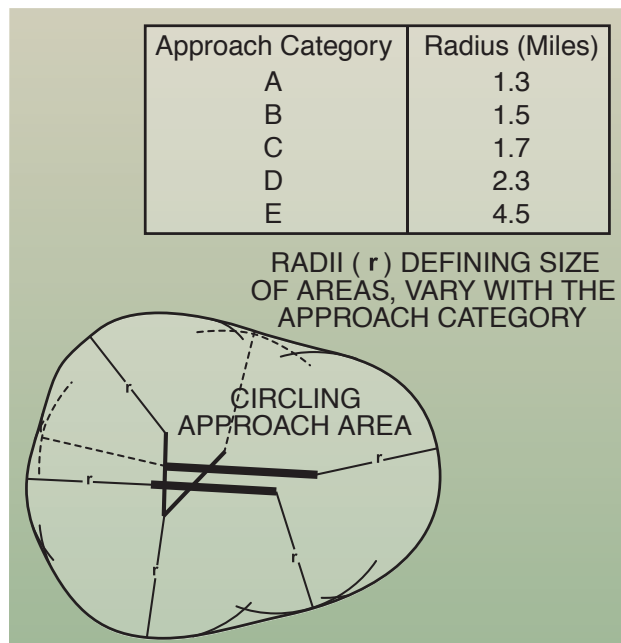 Approach Category Radius (Miles)
A 1.3
B 1.5
C 1.7
D 2.3
E 4.5
RADII ( r ) DEFINING SIZE
OF AREAS, VARY WITH THE
APPROACH CATEGORY
r
CIRCLING
APPROACH AREA
r
r
r
r